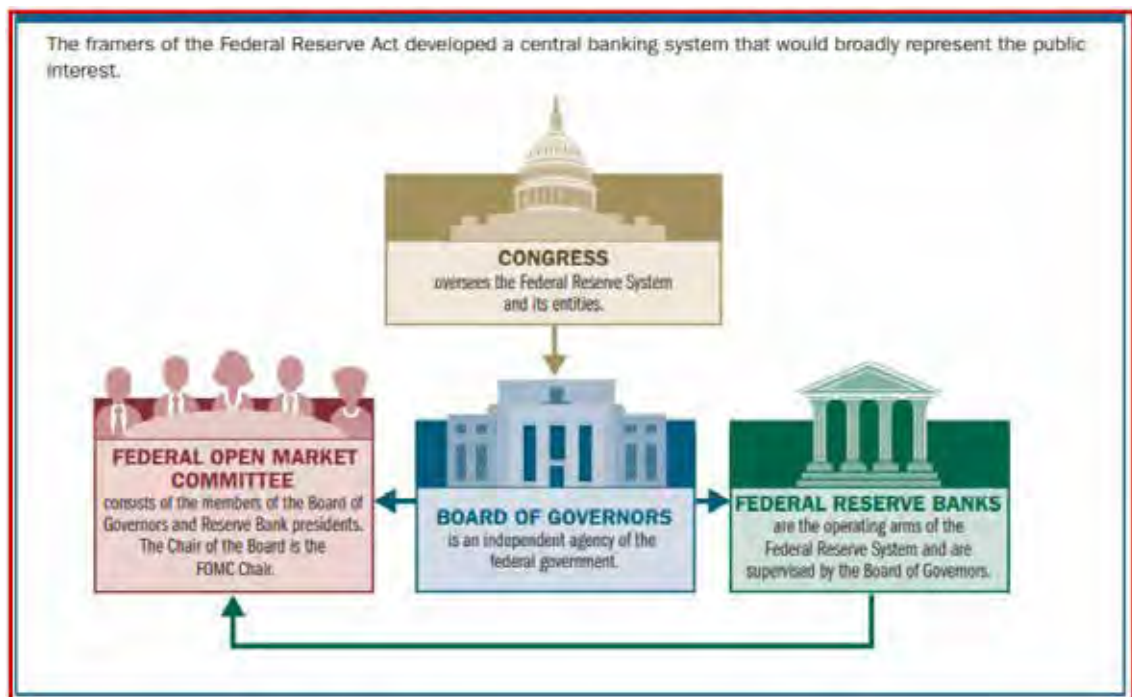 The framers of the Federal Reserve Act developed a central banking system that would broadly represent the public
interest.
CONGRESS
oversees the Federal Reserve System
and its entities.
FEDERAL OPEN MARKET
COMMITTEE
consists of the members of the Board of
Governors and Reserve Bank presidents.
The Chair of the Board is the
FOMC Chair.
BOARD OF GOVERNORS
is an independent agency of the
federal government.
FEDERAL RESERVE BANKS
are the operating arms of the
Federal Reserve System and are
supervised by the Board of Governors.